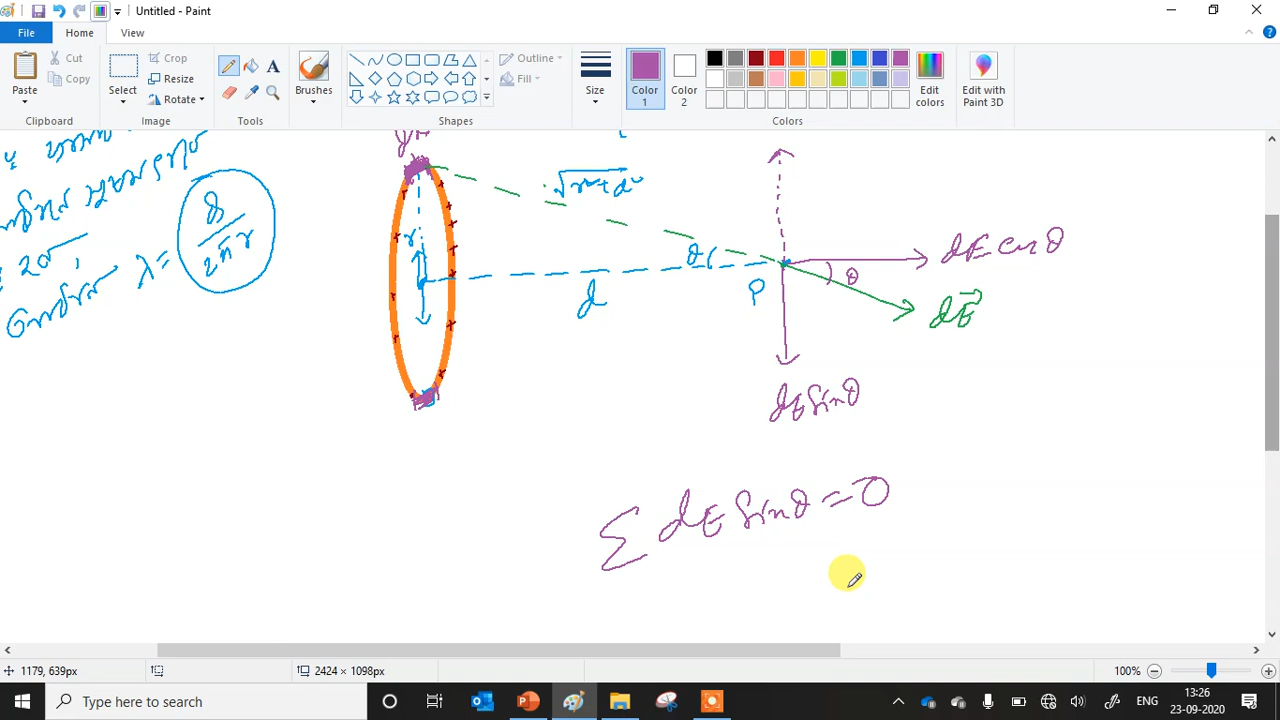 Untitled - Paint
File
Home
View
Paste
Cut
Copy
Clipboard
Select
Crop
Resize
Rotate
Image
Tools
Brushes
Outline
Fill
Shapes
Size
Color 1
Color 2
Edit colors
Edit with Paint 3D
Colors
√r²+d²
r
λ = q/2πr
θ
d
P
dE cosθ
θ
dE⃗
dE sinθ
∑ dE sinθ = 0
1179, 639px
2424 × 1098px
100%
Type here to search
ENG
13:26
23-09-2020